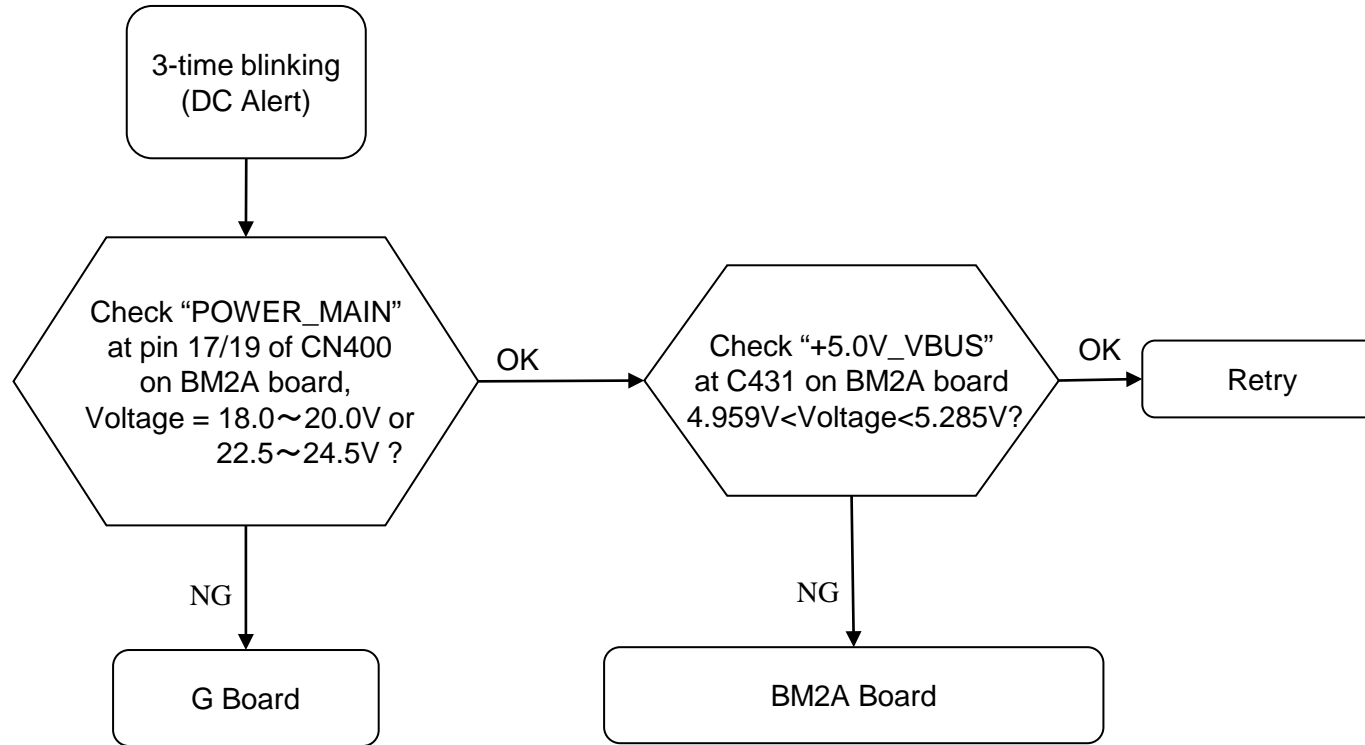 3-time blinking
(DC Alert)
Check “POWER_MAIN”
at pin 17/19 of CN400
on BM2A board,
Voltage = 18.0～20.0V or
22.5～24.5V ?
OK
Check “+5.0V_VBUS”
at C431 on BM2A board
4.959V<Voltage<5.285V?
OK
Retry
NG
NG
G Board
BM2A Board